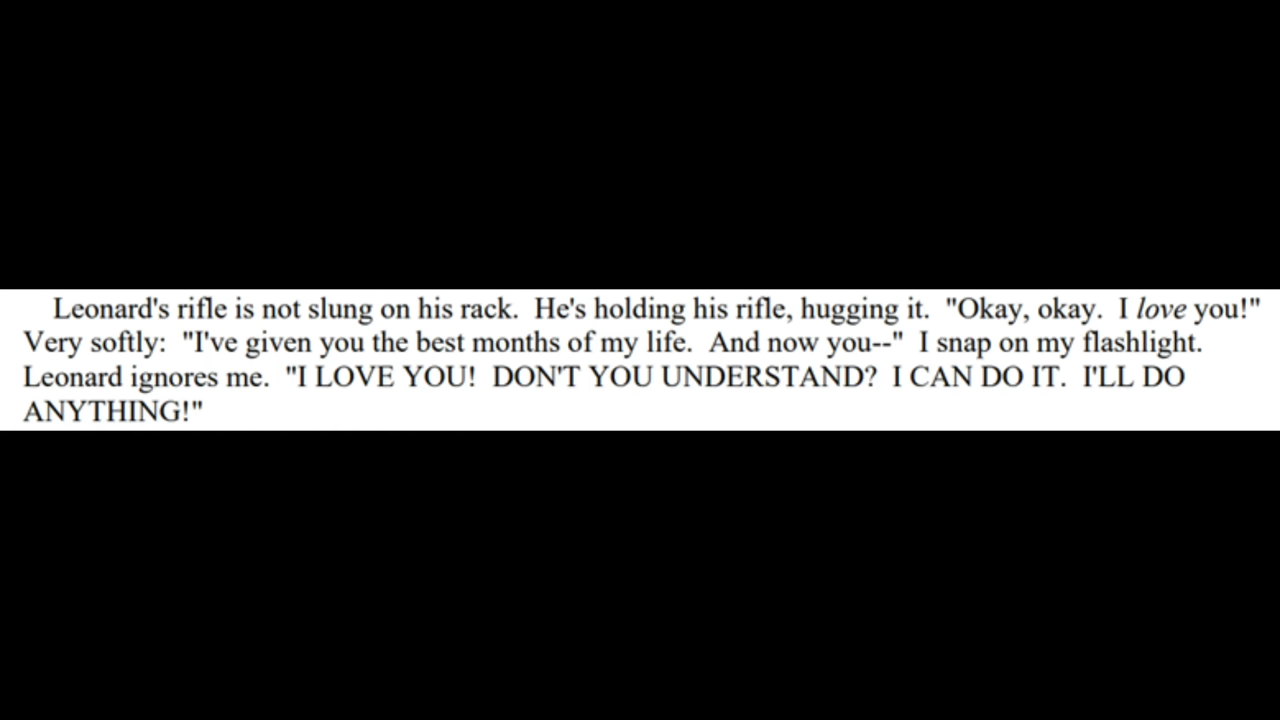 Leonard's rifle is not slung on his rack.  He's holding his rifle, hugging it.  "Okay, okay.  I love you!"
Very softly:  "I've given you the best months of my life.  And now you--"  I snap on my flashlight.
Leonard ignores me.  "I LOVE YOU!  DON'T YOU UNDERSTAND?  I CAN DO IT.  I'LL DO
ANYTHING!"